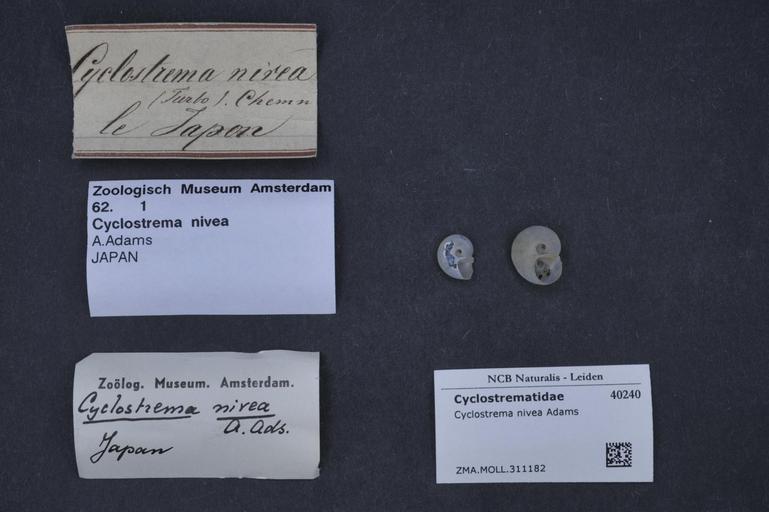 Cyclostrema nivea
(Turbo). Chemn
le Japon
Zoologisch Museum Amsterdam
62. 1
Cyclostrema nivea
A.Adams
JAPAN
Zoölog. Museum. Amsterdam.
Cyclostrema nivea
A. Ads.
Japan
NCB Naturalis - Leiden
Cyclostrematidae 40240
Cyclostrema nivea Adams
ZMA.MOLL.311182